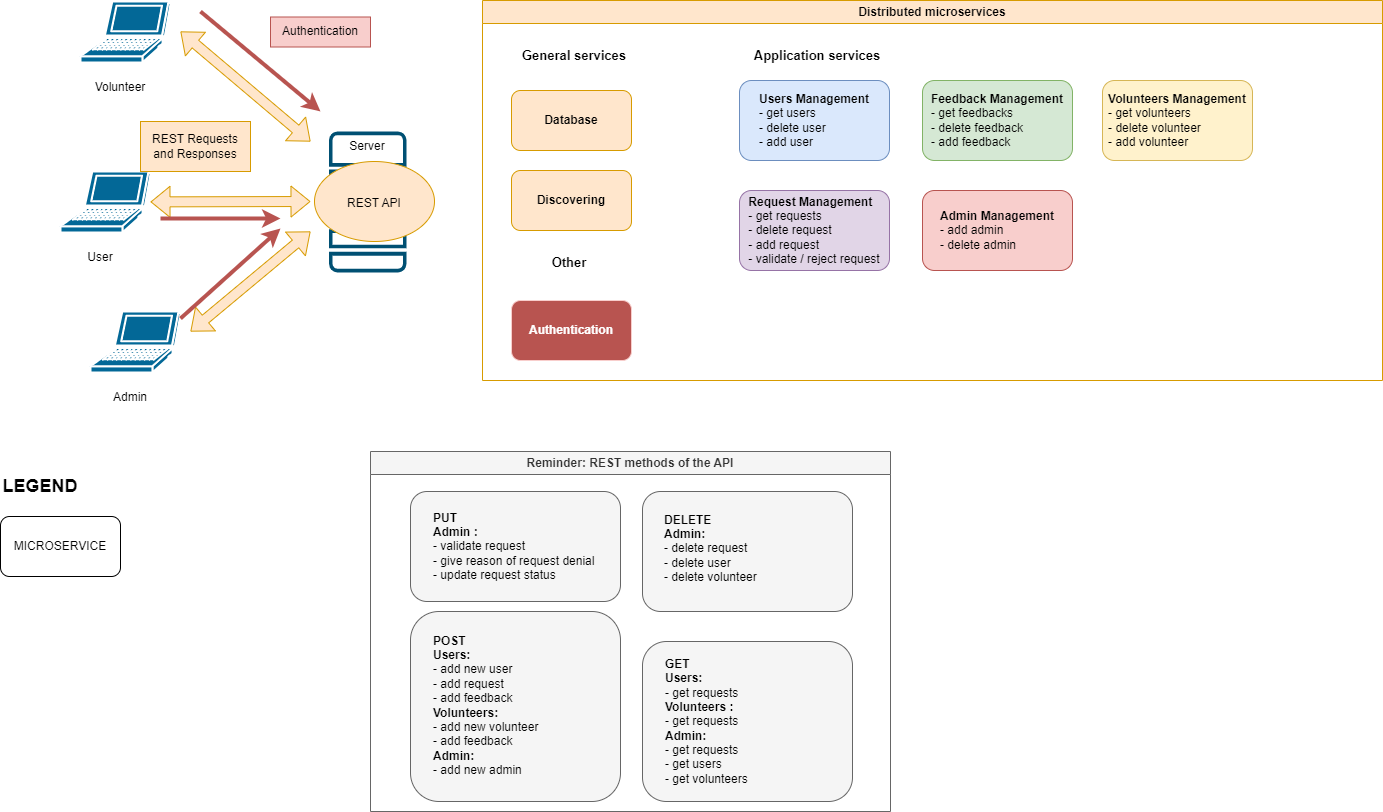 Authentication
Volunteer
REST Requests
and Responses
Server
REST API
User
Admin
Distributed microservices
General services
Database
Discovering
Other
Authentication
Application services
Users Management
- get users
- delete user
- add user
Feedback Management
- get feedbacks
- delete feedback
- add feedback
Volunteers Management
- get volunteers
- delete volunteer
- add volunteer
Request Management
- get requests
- delete request
- add request
- validate / reject request
Admin Management
- add admin
- delete admin
LEGEND
MICROSERVICE
Reminder: REST methods of the API
PUT
Admin :
- validate request
- give reason of request denial
- update request status
DELETE
Admin:
- delete request
- delete user
- delete volunteer
POST
Users:
- add new user
- add request
- add feedback
Volunteers:
- add new volunteer
- add feedback
Admin:
- add new admin
GET
Users:
- get requests
Volunteers :
- get requests
Admin:
- get requests
- get users
- get volunteers